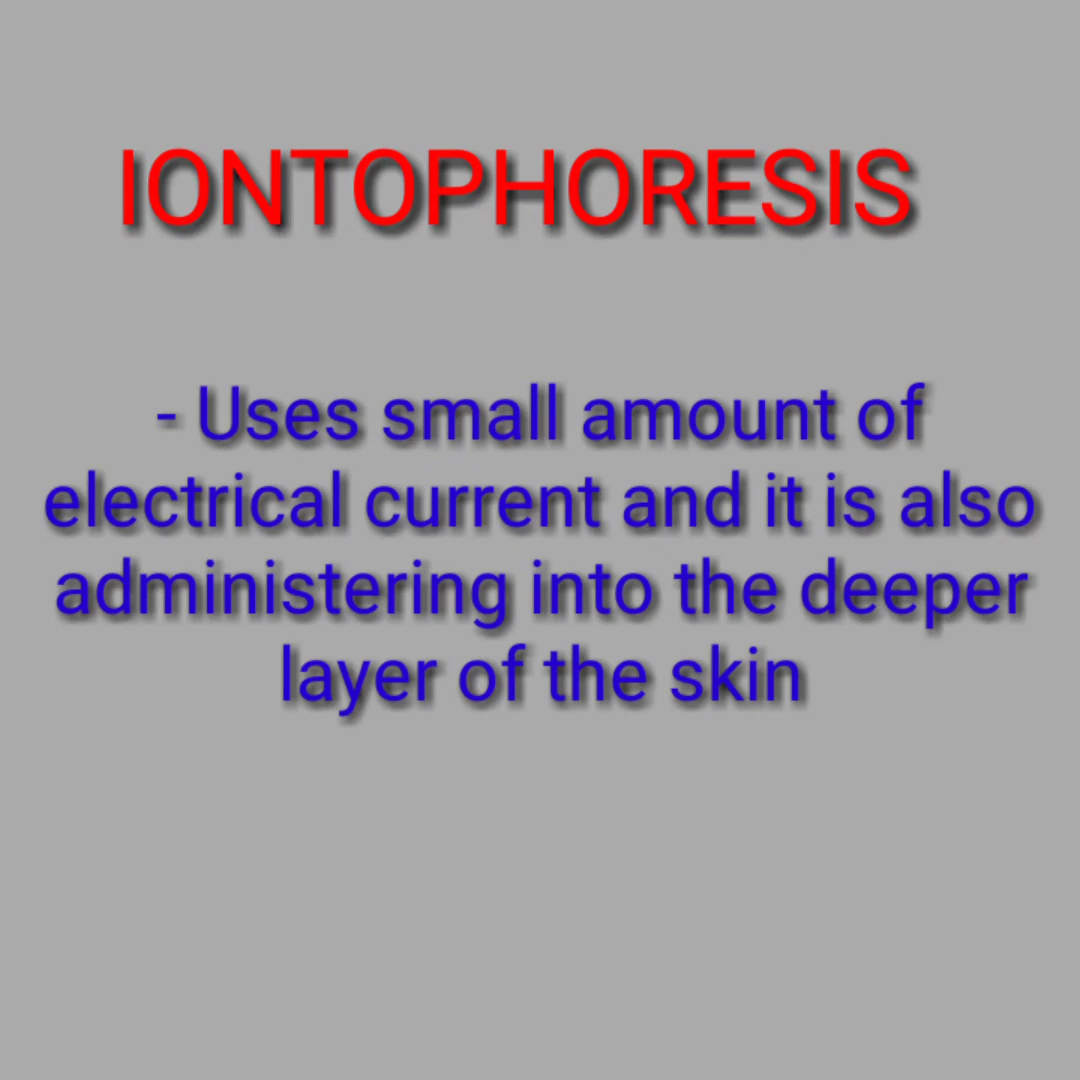 IONTOPHORESIS
- Uses small amount of
electrical current and it is also
administering into the deeper
layer of the skin